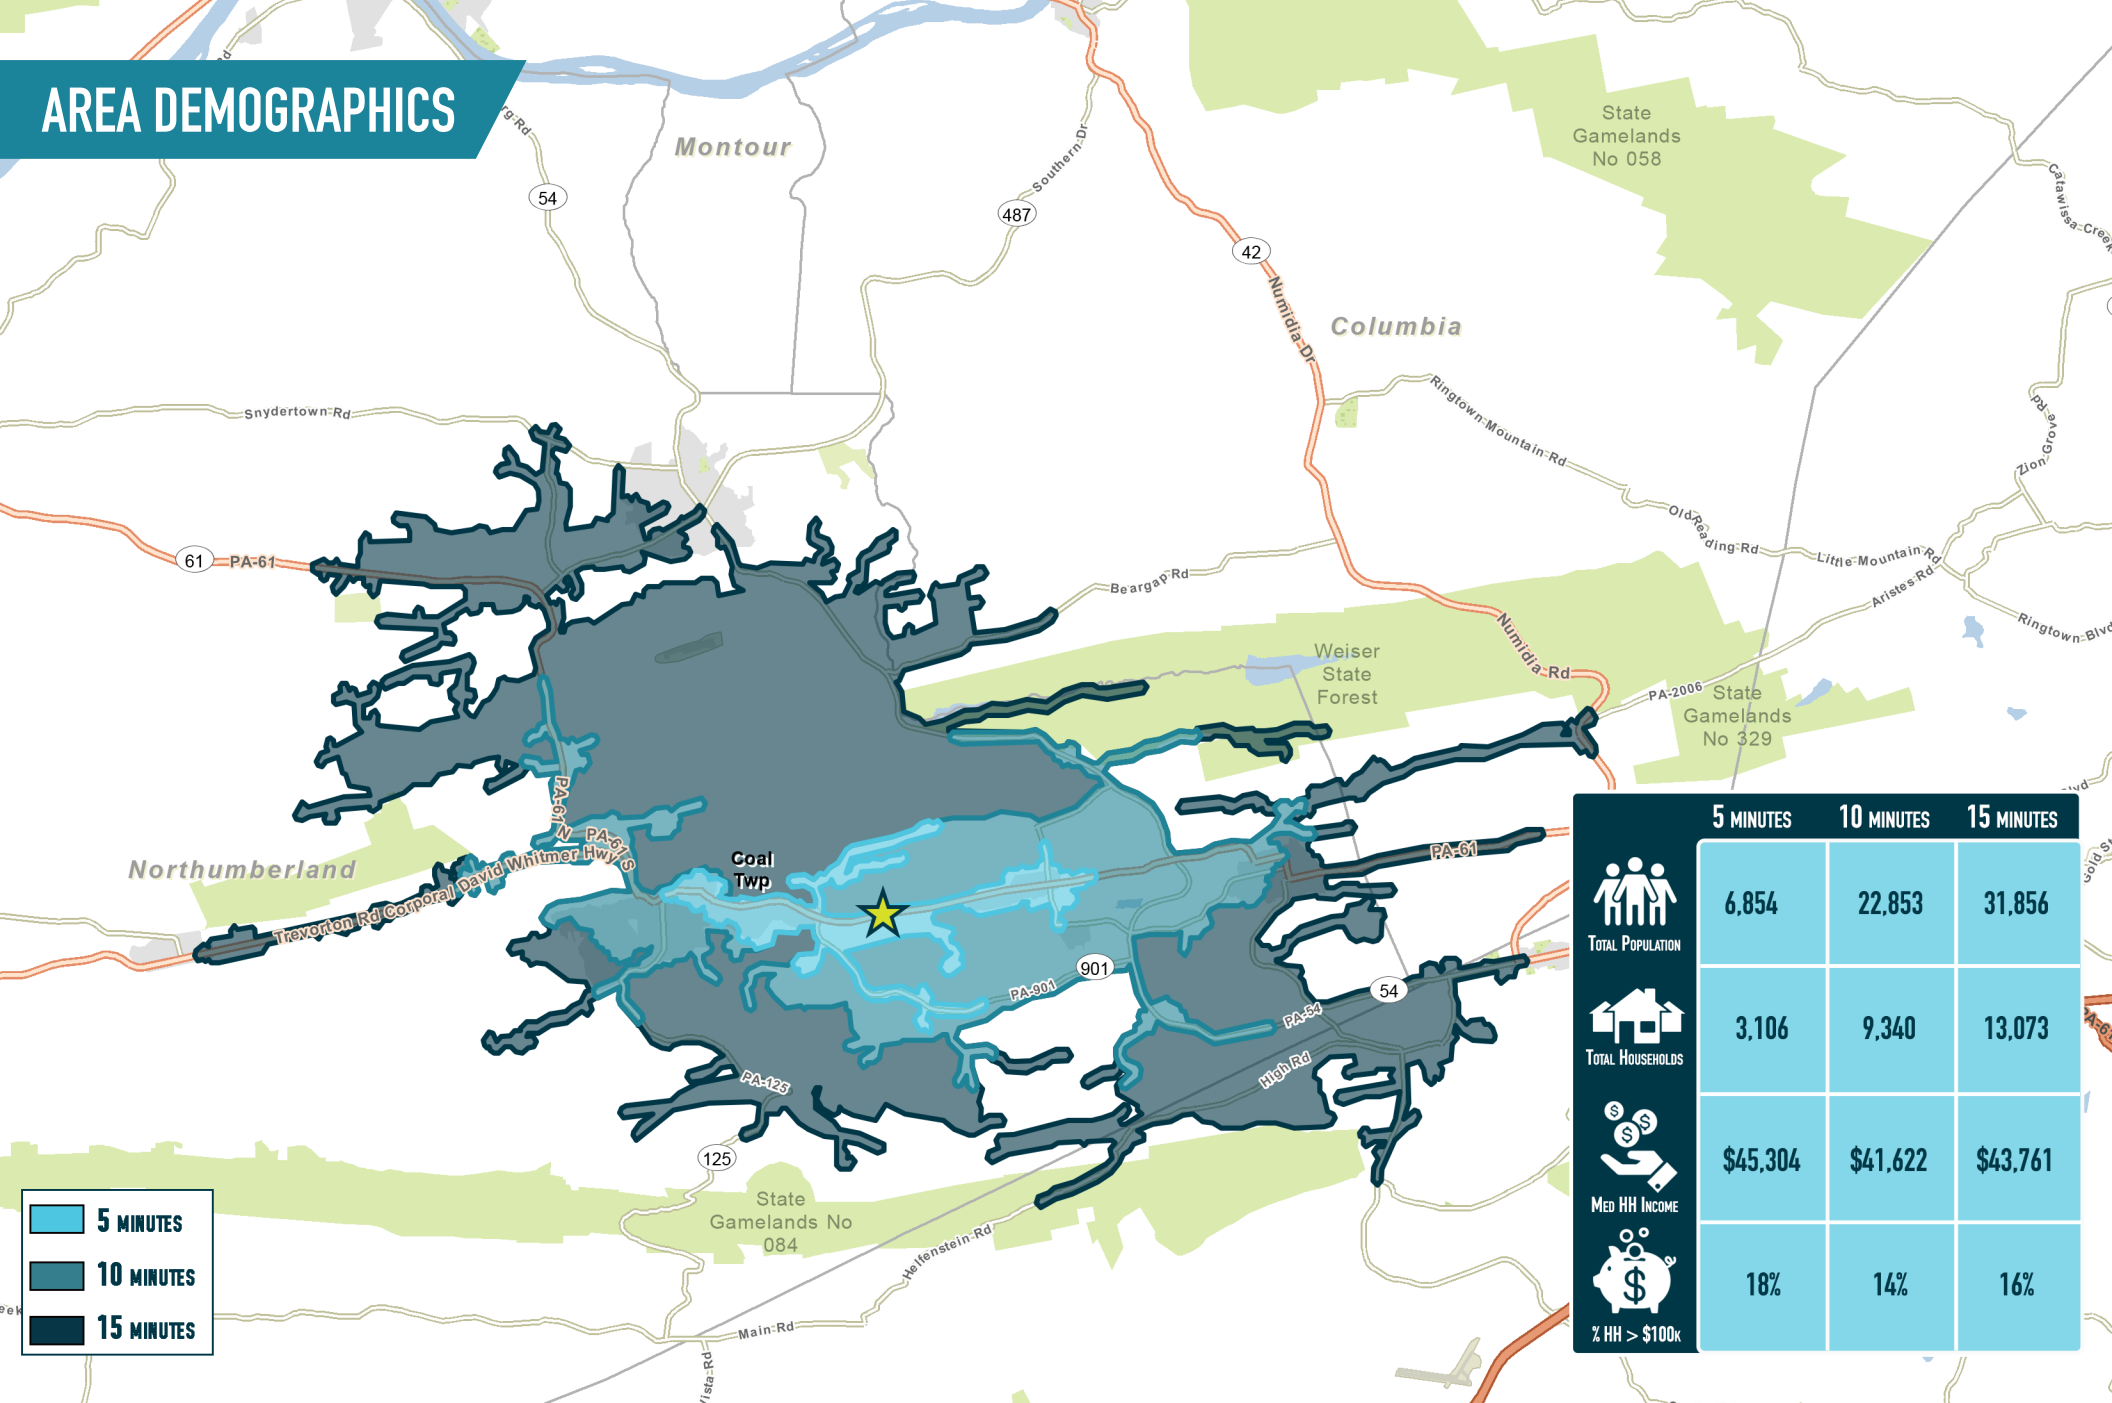 AREA DEMOGRAPHICS
Montour
Columbia
Northumberland
State
Gamelands
No 058
54
487
Southern Dr
42
Numidia Dr
Catawissa Creek
Ringtown Mountain Rd
Zion Grove Rd
Snydertown Rd
61
PA-61
Old Reading Rd
Little Mountain Rd
Aristes Rd
Ringtown Blvd
Beargap Rd
Numidia Rd
Weiser
State
Forest
PA-2006
State
Gamelands
No 329
PA-61 N
PA-61 S
Trevorton Rd Corporal David Whitmer Hwy
Coal
Twp
PA-61
901
PA-901
54
PA-54
High Rd
PA-125
125
State
Gamelands No
084
Helfenstein Rd
Main Rd
5 MINUTES
10 MINUTES
15 MINUTES
5 MINUTES 10 MINUTES 15 MINUTES
TOTAL POPULATION 6,854 22,853 31,856
TOTAL HOUSEHOLDS 3,106 9,340 13,073
MED HH INCOME $45,304 $41,622 $43,761
% HH > $100K 18% 14% 16%